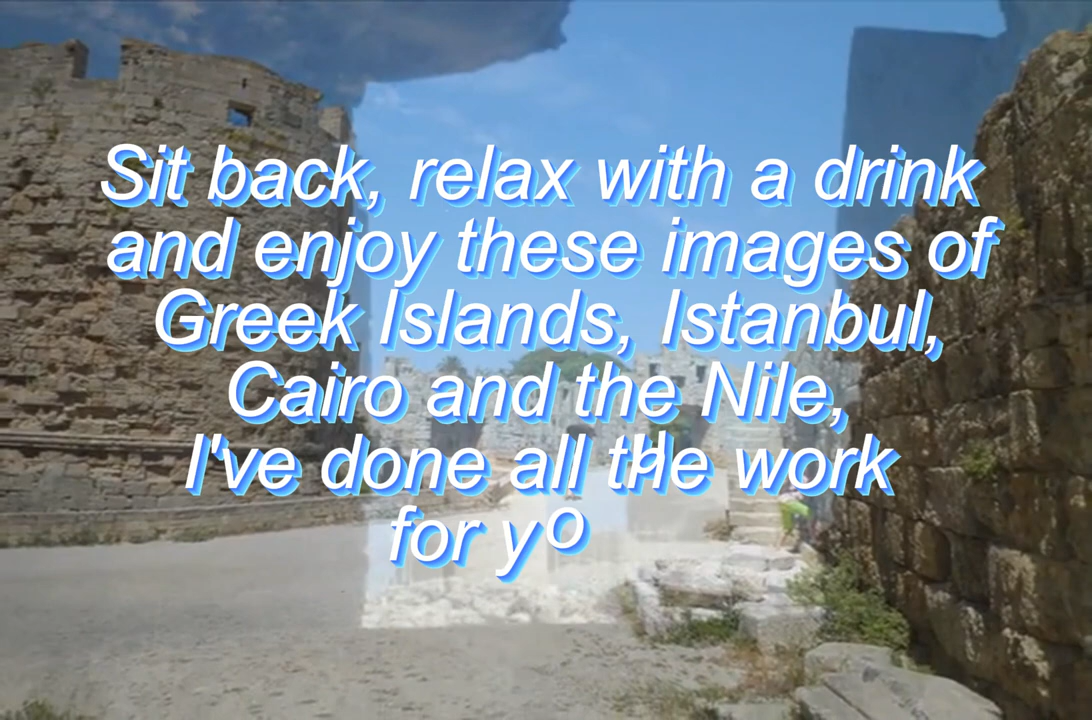 Sit back, relax with a drink
and enjoy these images of
Greek Islands, Istanbul,
Cairo and the Nile,
I've done all the work
for yo